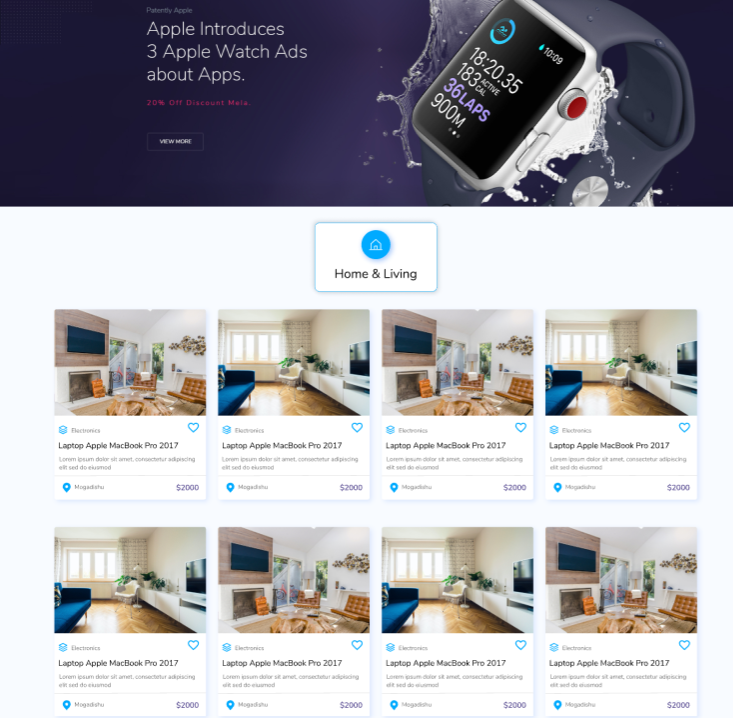 Patently Apple
Apple Introduces
3 Apple Watch Ads
about Apps.
20% Off Discount Mela.
VIEW MORE
10:09
18:20.35
183 ACTIVE CAL
36LAPS
900M
Home & Living
Electronics
Laptop Apple MacBook Pro 2017
Lorem ipsum dolor sit amet, consectetur adipiscing
elit sed do eiusmod
Mogadishu $2000
Electronics
Laptop Apple MacBook Pro 2017
Lorem ipsum dolor sit amet, consectetur adipiscing
elit sed do eiusmod
Mogadishu $2000
Electronics
Laptop Apple MacBook Pro 2017
Lorem ipsum dolor sit amet, consectetur adipiscing
elit sed do eiusmod
Mogadishu $2000
Electronics
Laptop Apple MacBook Pro 2017
Lorem ipsum dolor sit amet, consectetur adipiscing
elit sed do eiusmod
Mogadishu $2000
Electronics
Laptop Apple MacBook Pro 2017
Lorem ipsum dolor sit amet, consectetur adipiscing
elit sed do eiusmod
Mogadishu $2000
Electronics
Laptop Apple MacBook Pro 2017
Lorem ipsum dolor sit amet, consectetur adipiscing
elit sed do eiusmod
Mogadishu $2000
Electronics
Laptop Apple MacBook Pro 2017
Lorem ipsum dolor sit amet, consectetur adipiscing
elit sed do eiusmod
Mogadishu $2000
Electronics
Laptop Apple MacBook Pro 2017
Lorem ipsum dolor sit amet, consectetur adipiscing
elit sed do eiusmod
Mogadishu $2000